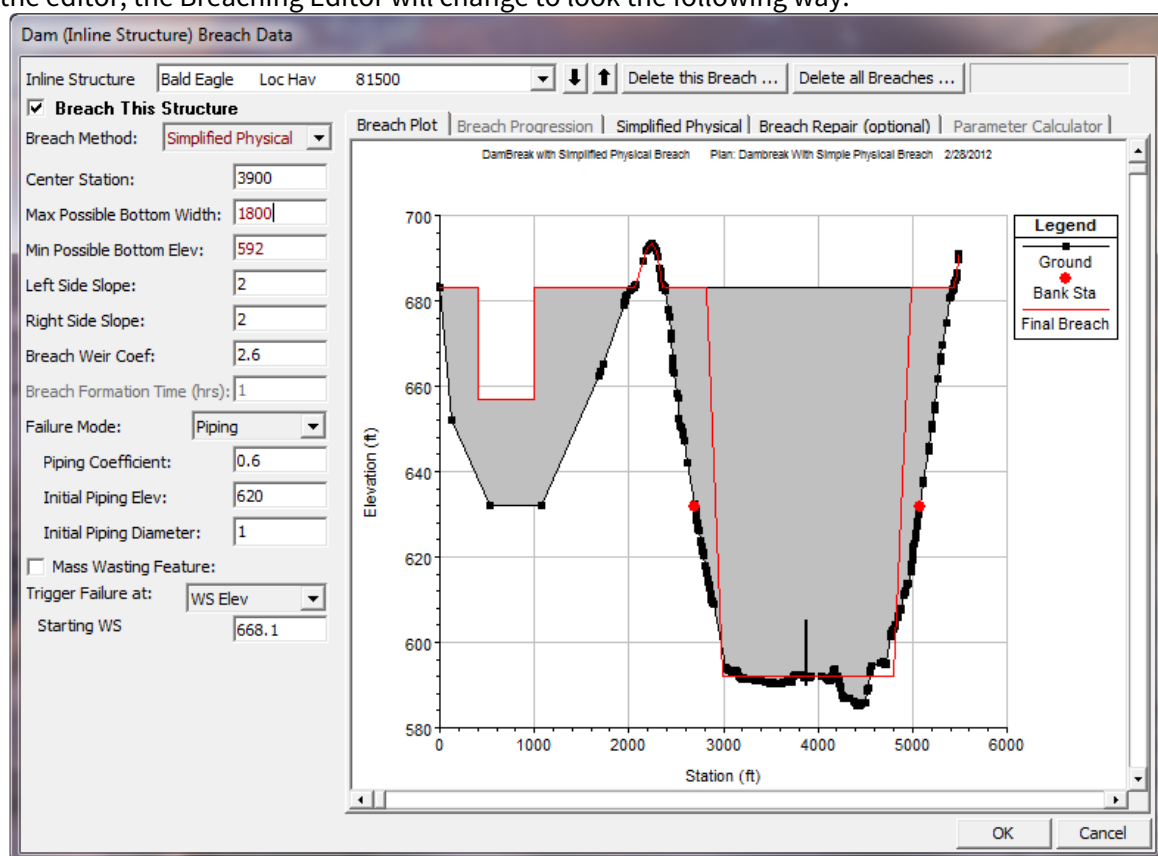 the editor, the Breaching Editor will change to look the following way.
Dam (Inline Structure) Breach Data
Inline Structure Bald Eagle Loc Hav 81500 Delete this Breach ... Delete all Breaches ...
Breach This Structure
Breach Method: Simplified Physical
Breach Plot Breach Progression Simplified Physical Breach Repair (optional) Parameter Calculator
Center Station: 3900
Max Possible Bottom Width: 1800
Min Possible Bottom Elev: 592
Left Side Slope: 2
Right Side Slope: 2
Breach Weir Coef: 2.6
Breach Formation Time (hrs): 1
Failure Mode: Piping
Piping Coefficient: 0.6
Initial Piping Elev: 620
Initial Piping Diameter: 1
Mass Wasting Feature:
Trigger Failure at: WS Elev
Starting WS 668.1
DamBreak with Simplified Physical Breach Plan: Dambreak With Simple Physical Breach 2/28/2012
700
680
660
640
620
600
580
Elevation (ft)
0 1000 2000 3000 4000 5000 6000
Station (ft)
Legend
Ground
Bank Sta
Final Breach
OK Cancel